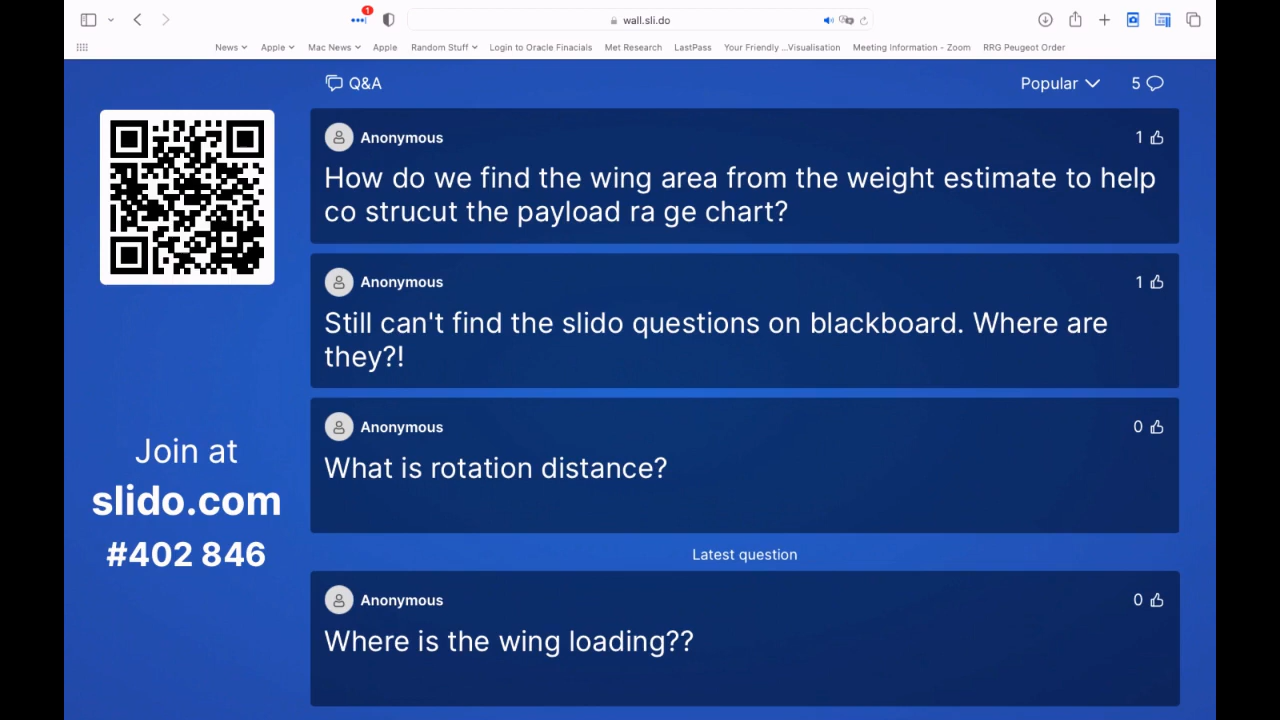 1
wall.sli.do
News Apple Mac News Apple Random Stuff Login to Oracle Finacials Met Research LastPass Your Friendly ...Visualisation Meeting Information - Zoom RRG Peugeot Order
Q&A
Popular 5
Anonymous
1
How do we find the wing area from the weight estimate to help
co strucut the payload ra ge chart?
Anonymous
1
Still can't find the slido questions on blackboard. Where are
they?!
Anonymous
0
What is rotation distance?
Join at
slido.com
#402 846
Latest question
Anonymous
0
Where is the wing loading??